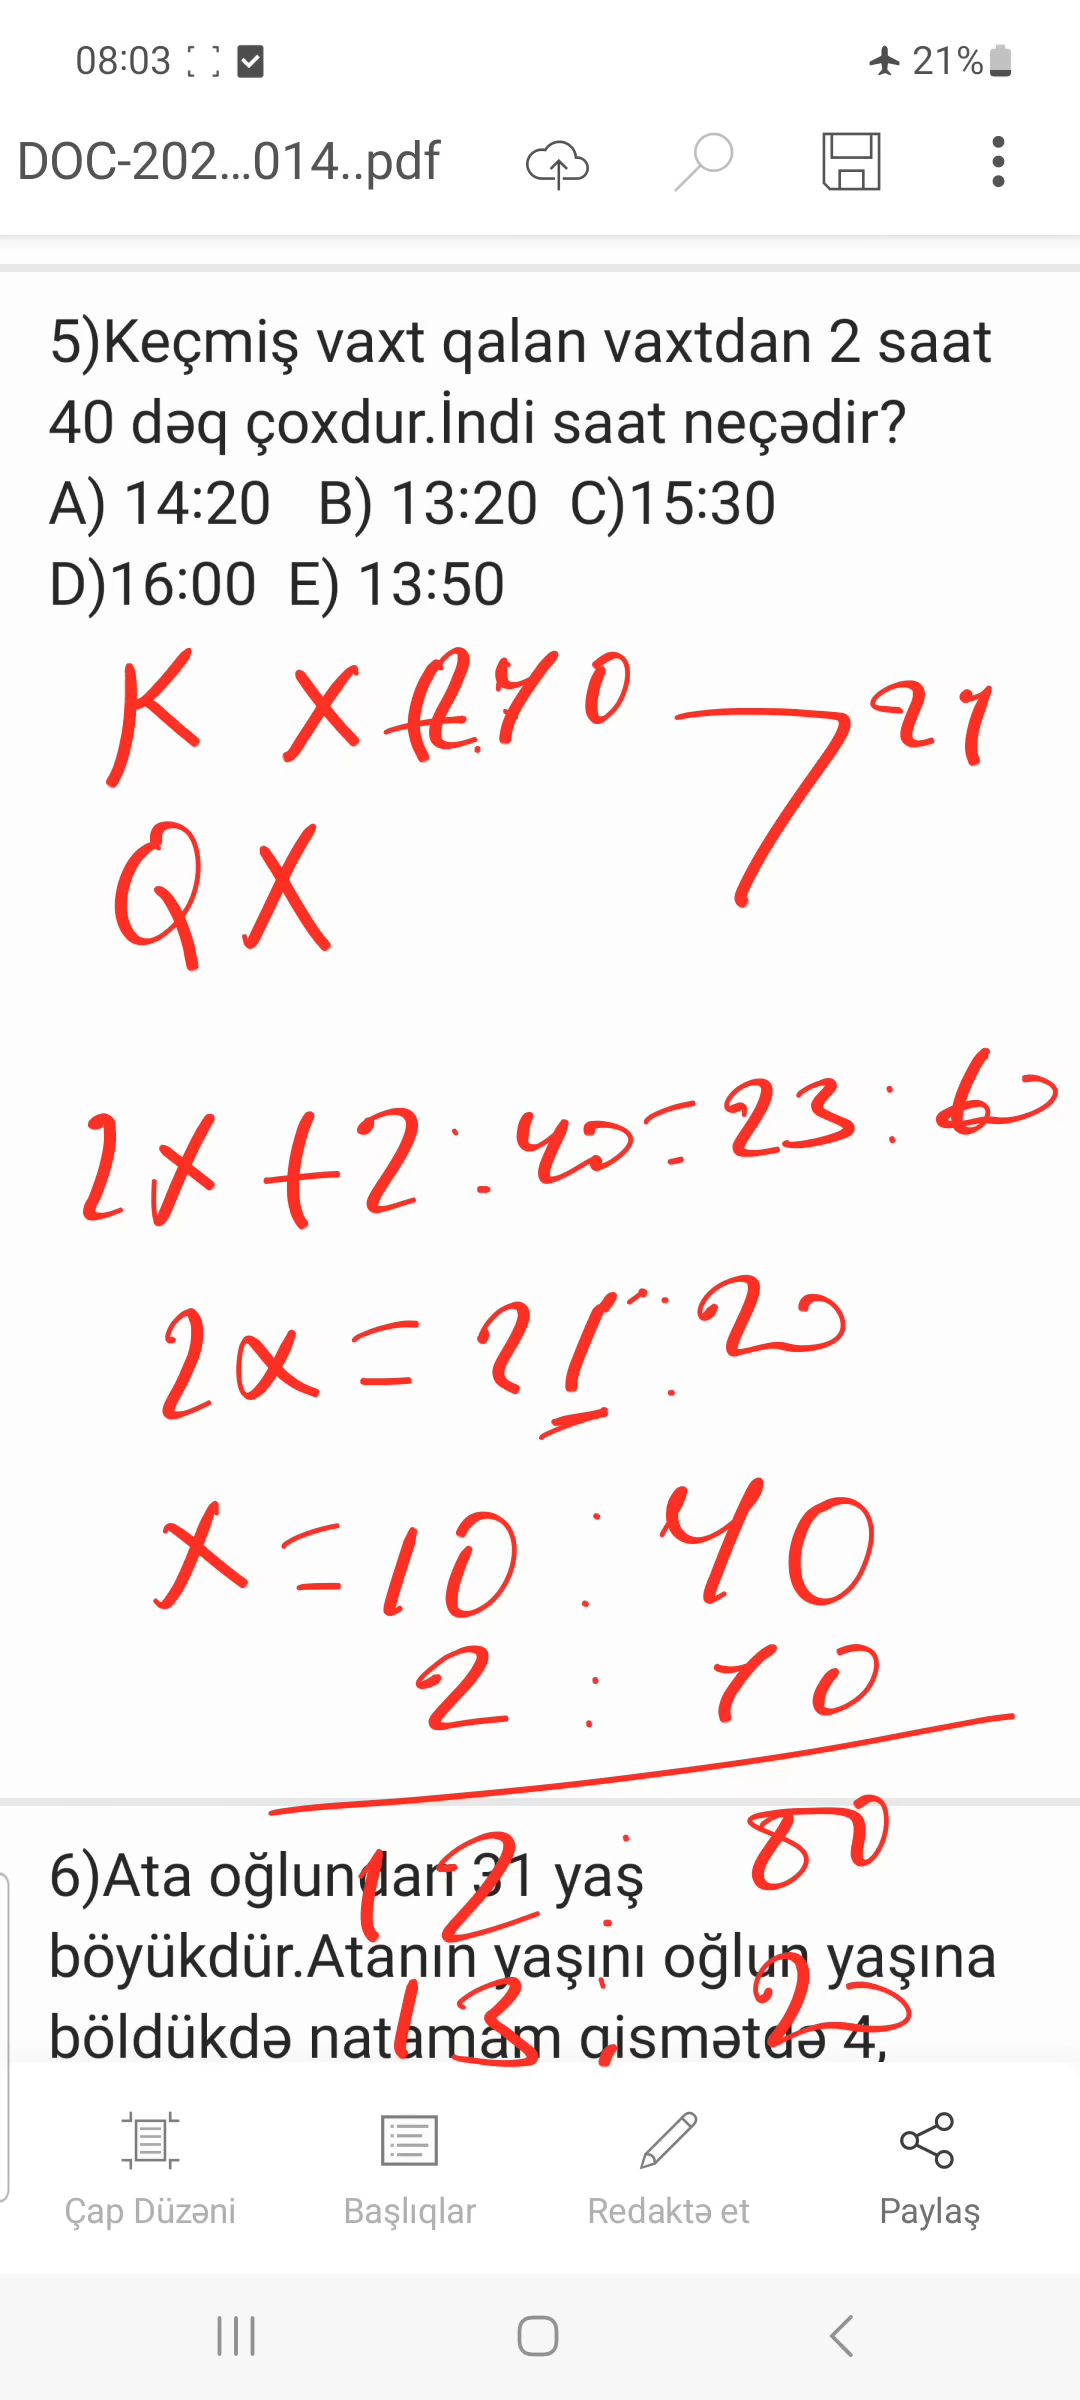 08:03 21%
DOC-202...014..pdf
5)Keçmiş vaxt qalan vaxtdan 2 saat
40 dəq çoxdur.İndi saat neçədir?
A) 14:20 B) 13:20 C)15:30
D)16:00 E) 13:50
K x+2:40 24
Q X
2x+2:40=23:60
2x=21:20
x=10:40
2:40
12:80
6)Ata oğlundan 31 yaş
böyükdür.Atanın yaşını oğlun yaşına
13:20
böldükdə natamam qismətdə 4,
Çap Düzəni Başlıqlar Redaktə et Paylaş